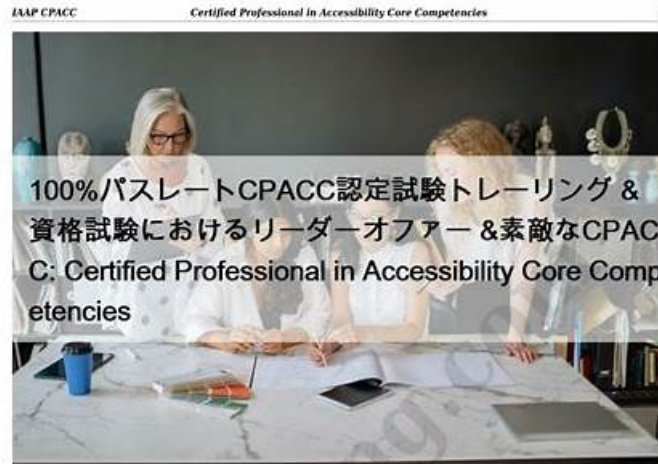 IAAP CPACC Certified Professional in Accessibility Core Competencies
100%パスレートCPACC認定試験トレーリング &
資格試験におけるリーダーオファー &素敵なCPAC
C: Certified Professional in Accessibility Core Comp
etencies